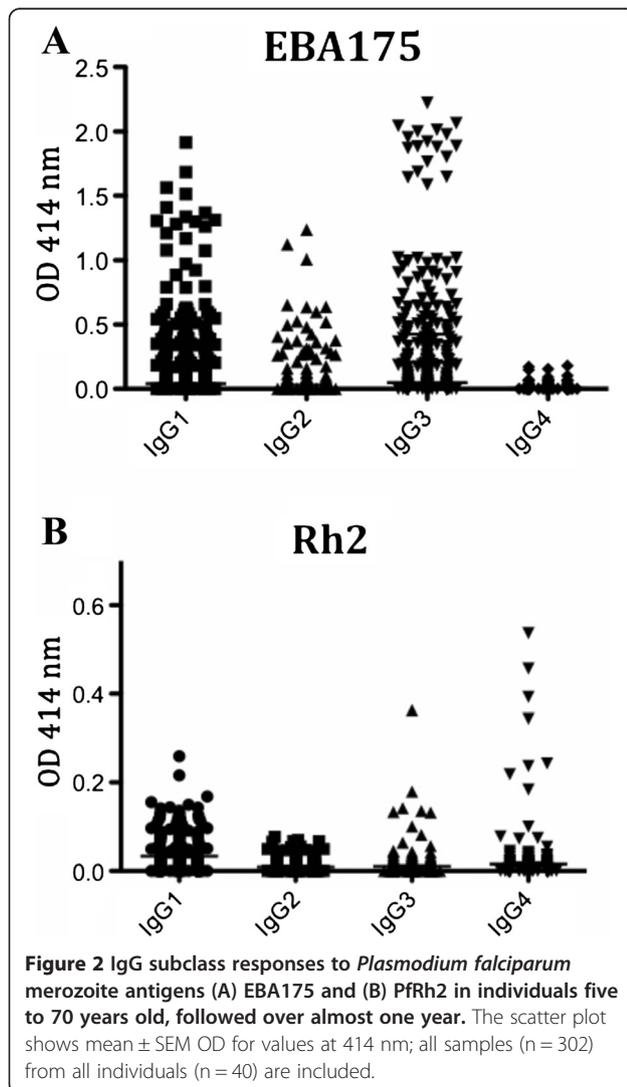 A
EBA175
OD 414 nm
2.5
2.0
1.5
1.0
0.5
0.0
IgG1
IgG2
IgG3
IgG4
B
Rh2
OD 414 nm
0.6
0.4
0.2
0.0
IgG1
IgG2
IgG3
IgG4
Figure 2 IgG subclass responses to Plasmodium falciparum
merozoite antigens (A) EBA175 and (B) PfRh2 in individuals five
to 70 years old, followed over almost one year. The scatter plot
shows mean ± SEM OD for values at 414 nm; all samples (n = 302)
from all individuals (n = 40) are included.